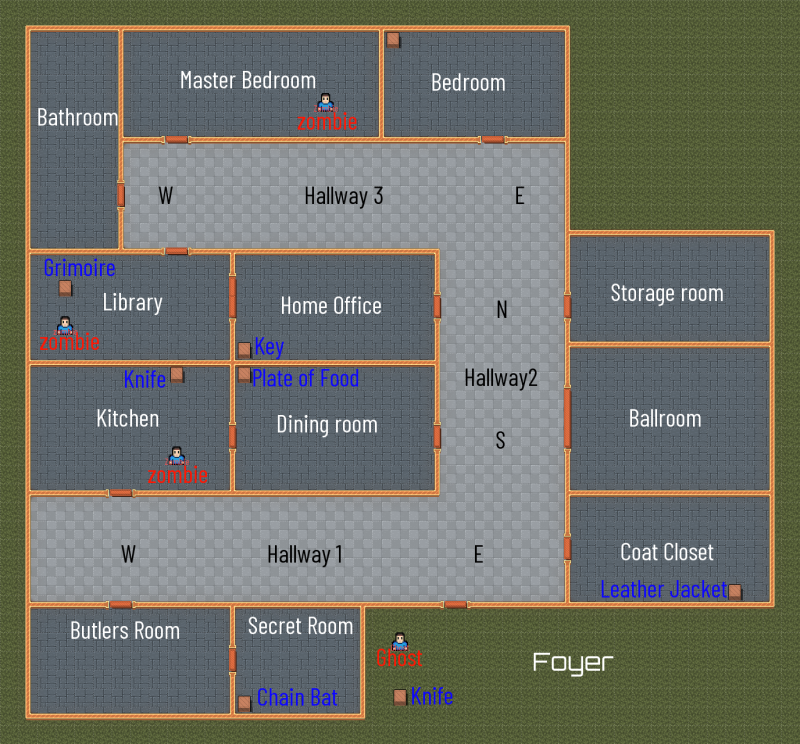 Master Bedroom
Bedroom
Bathroom
zombie
W
Hallway 3
E
Grimoire
Library
Home Office
N
Storage room
zombie
Key
Knife
Plate of Food
Hallway2
Kitchen
Dining room
S
Ballroom
zombie
W
Hallway 1
E
Coat Closet
Leather Jacket
Butlers Room
Secret Room
Ghost
Foyer
Chain Bat
Knife